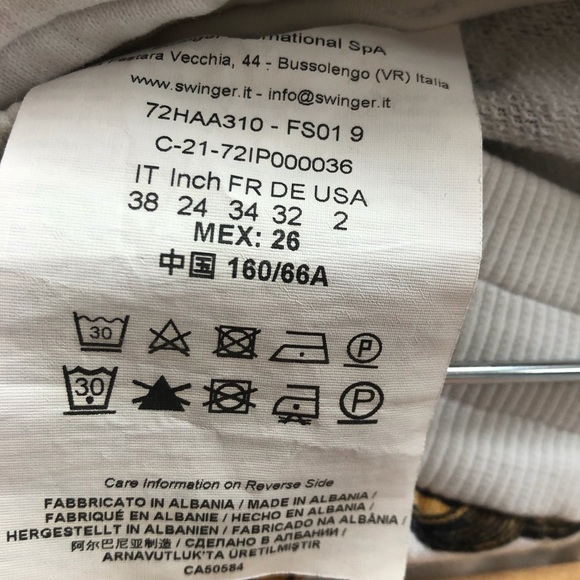 International SpA
Vecchia, 44 - Bussolengo (VR) Italia
www.swinger.it - info@swinger.it
72HAA310 - FS01 9
C-21-72IP000036
IT Inch FR DE USA
38 24 34 32 2
MEX: 26
中国 160/66A
30 P
30 P
Care Information on Reverse Side
FABBRICATO IN ALBANIA / MADE IN ALBANIA /
FABRIQUÉ EN ALBANIE / HECHO EN ALBANIA /
HERGESTELLT IN ALBANIEN / FABRICADO NA ALBÂNIA /
阿尔巴尼亚制造 / СДЕЛАНО В АЛБАНИИ /
ARNAVUTLUK'TA ÜRETILMIŞTIR
CA50584